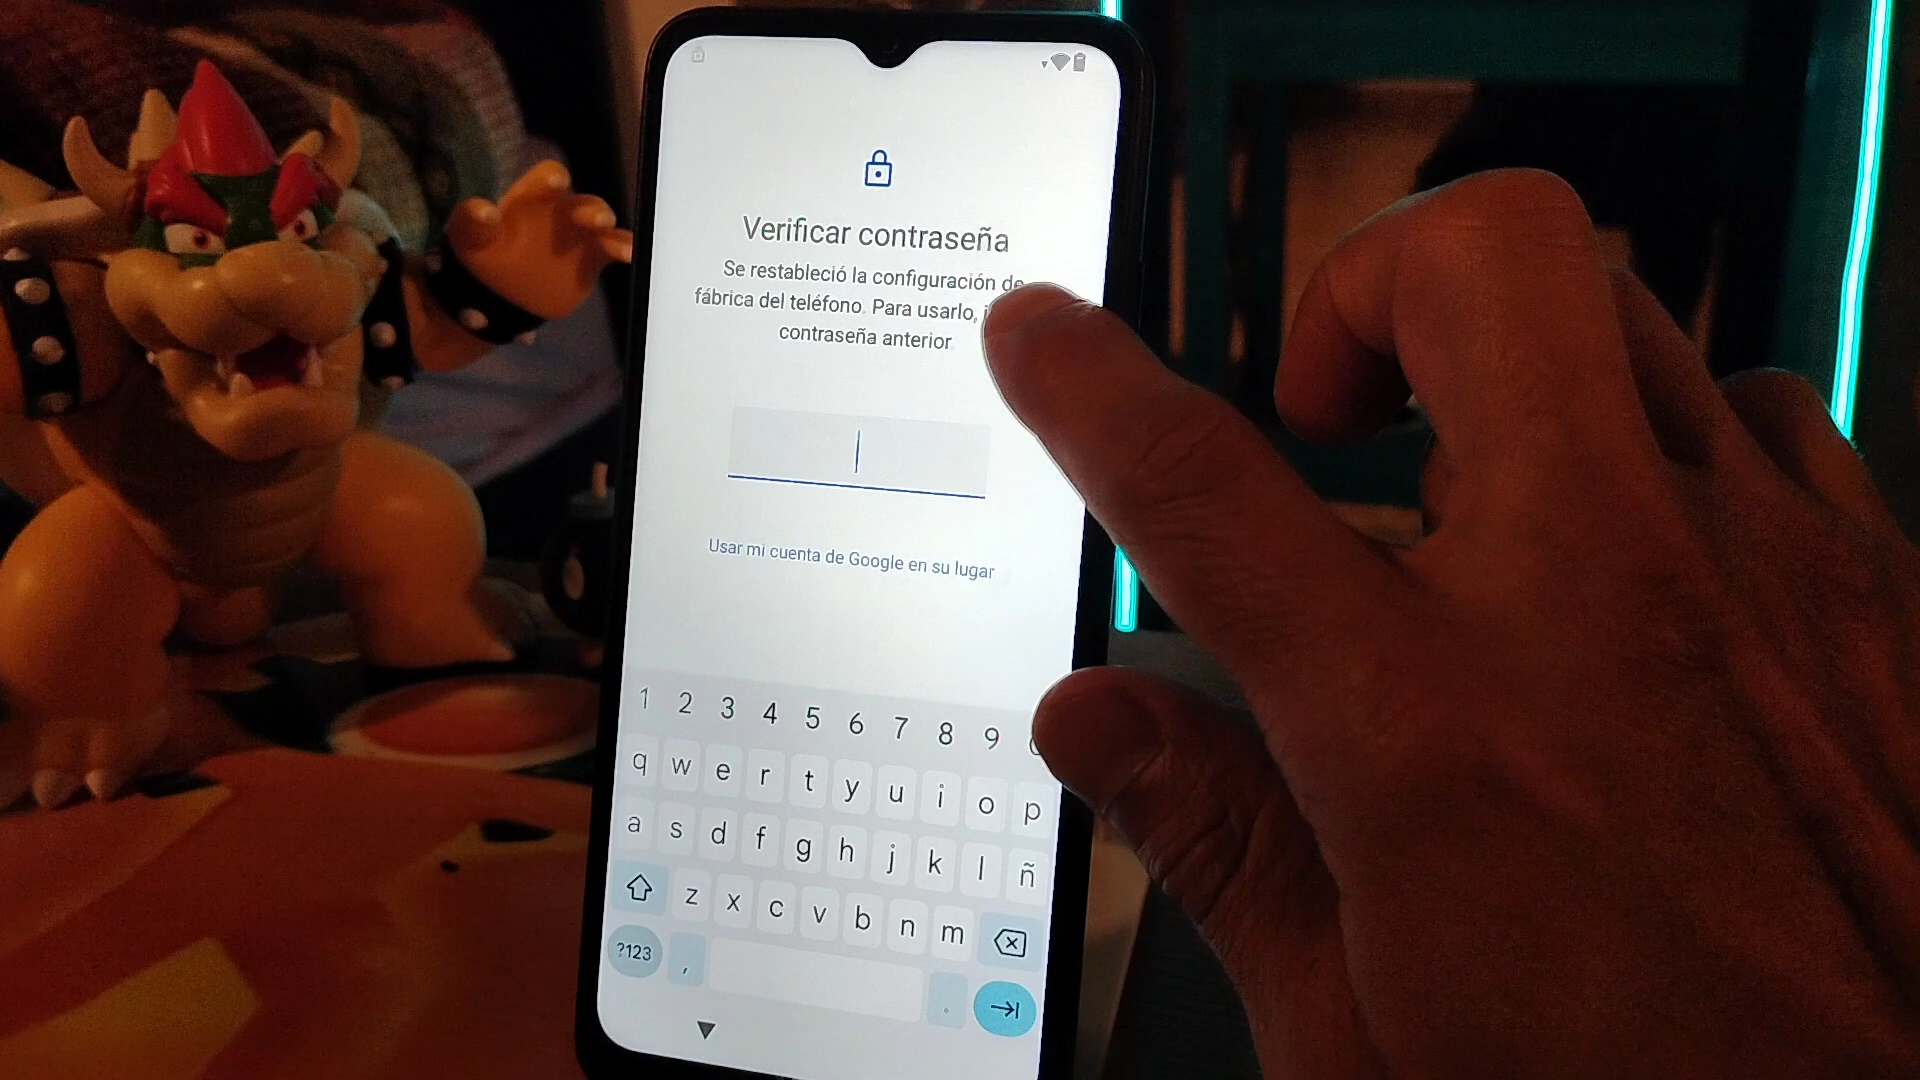 Verificar contraseña
Se restableció la configuración de
fábrica del teléfono. Para usarlo,
contraseña anterior.
Usar mi cuenta de Google en su lugar
1 2 3 4 5 6 7 8 9
q w e r t y u i o p
a s d f g h j k l ñ
z x c v b n m
?123 , .